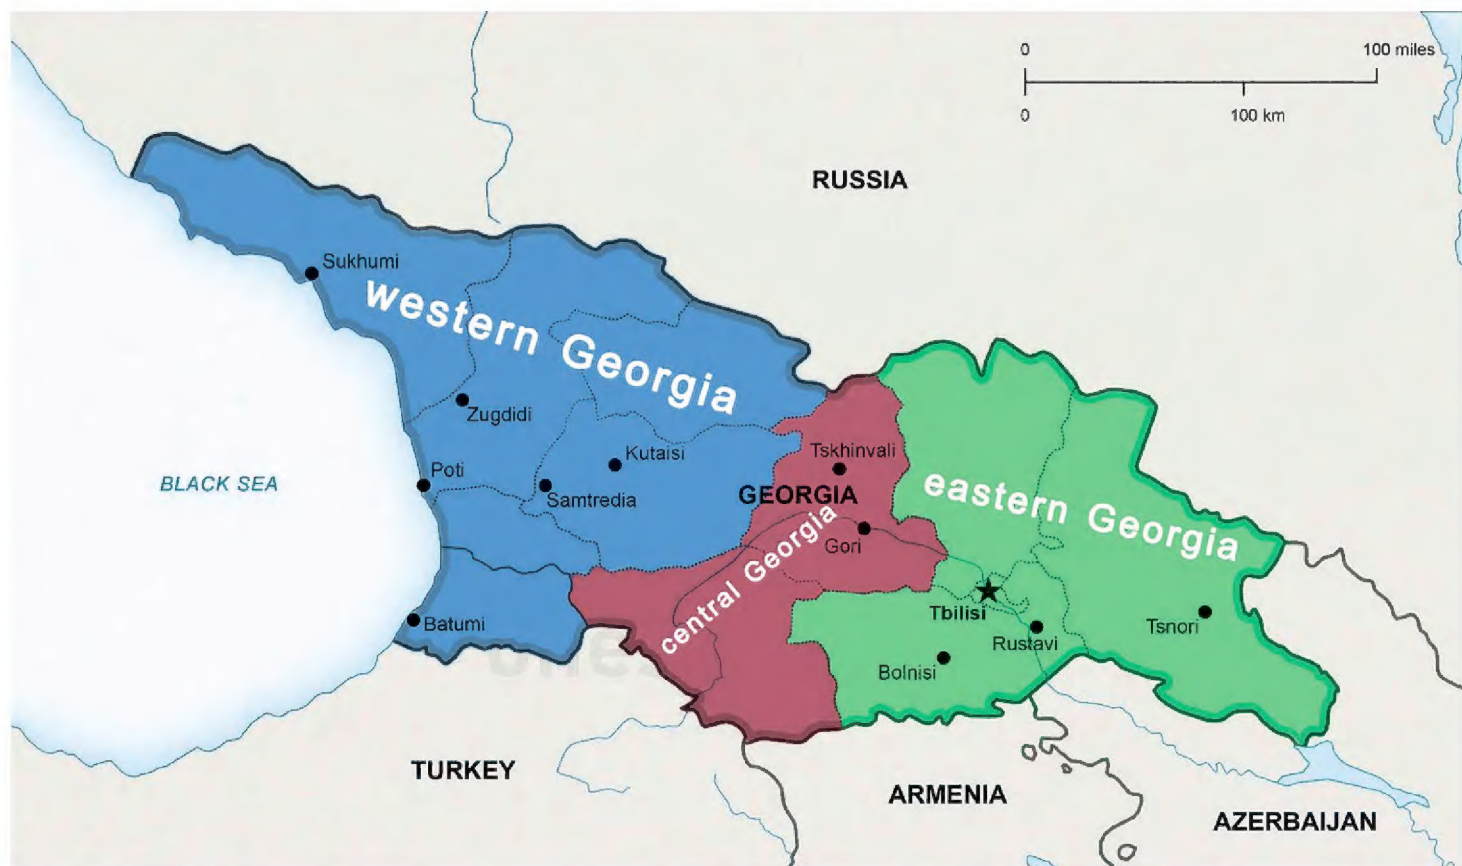 0 100 miles
0 100 km
RUSSIA
Sukhumi
western Georgia
Zugdidi
Kutaisi
Tskhinvali
BLACK SEA
Poti
Samtredia
GEORGIA
eastern Georgia
Gori
central Georgia
Tbilisi
Batumi
Rustavi
Tsnori
Bolnisi
TURKEY
ARMENIA
AZERBAIJAN